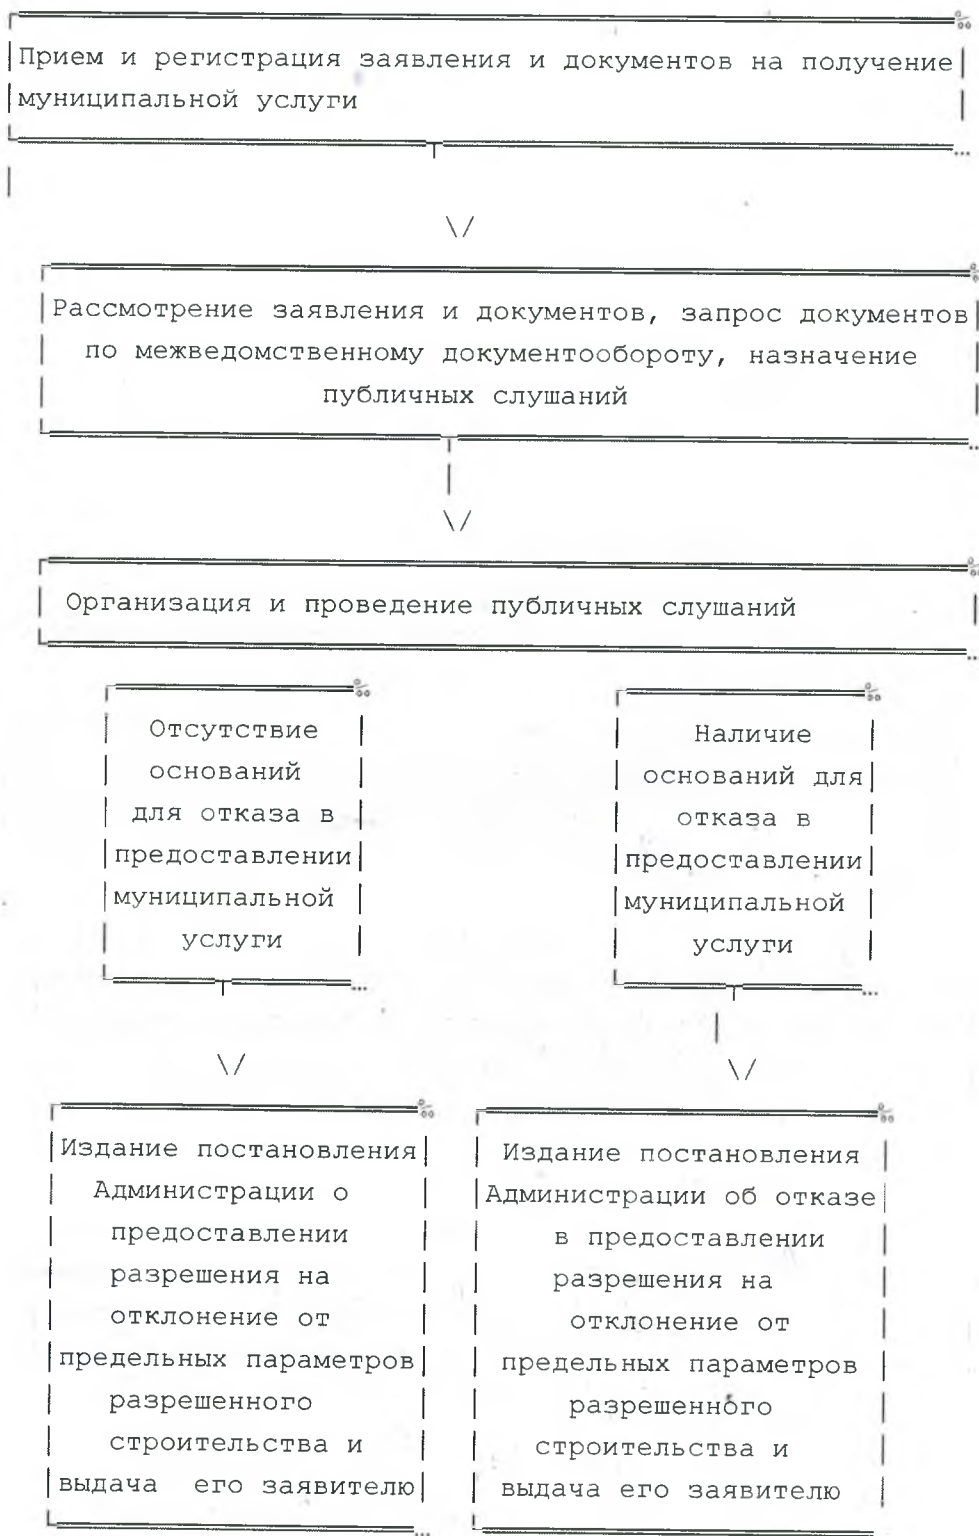 Прием и регистрация заявления и документов на получение
муниципальной услуги
Рассмотрение заявления и документов, запрос документов
по межведомственному документообороту, назначение
публичных слушаний
Организация и проведение публичных слушаний
Отсутствие
оснований
для отказа в
предоставлении
муниципальной
услуги
Наличие
оснований для
отказа в
предоставлении
муниципальной
услуги
Издание постановления
Администрации о
предоставлении
разрешения на
отклонение от
предельных параметров
разрешенного
строительства и
выдача его заявителю
Издание постановления
Администрации об отказе
в предоставлении
разрешения на
отклонение от
предельных параметров
разрешенного
строительства и
выдача его заявителю